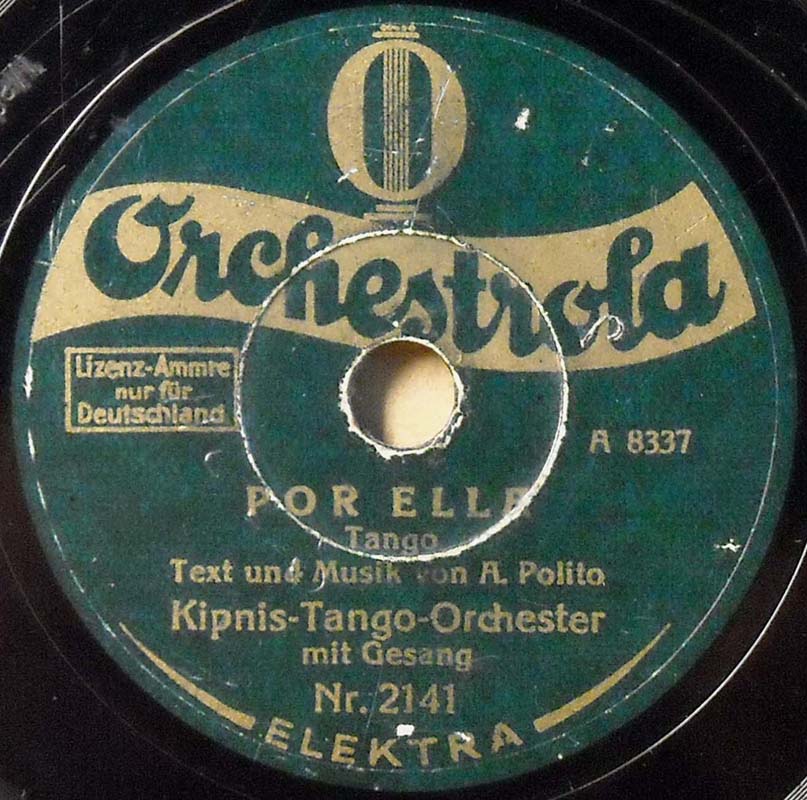 Orchestrola
Lizenz-Ammre
nur für
Deutschland
A 8337
POR ELLA
Tango
Text und Musik von A. Polito
Kipnis-Tango-Orchester
mit Gesang
Nr. 2141
ELEKTRA